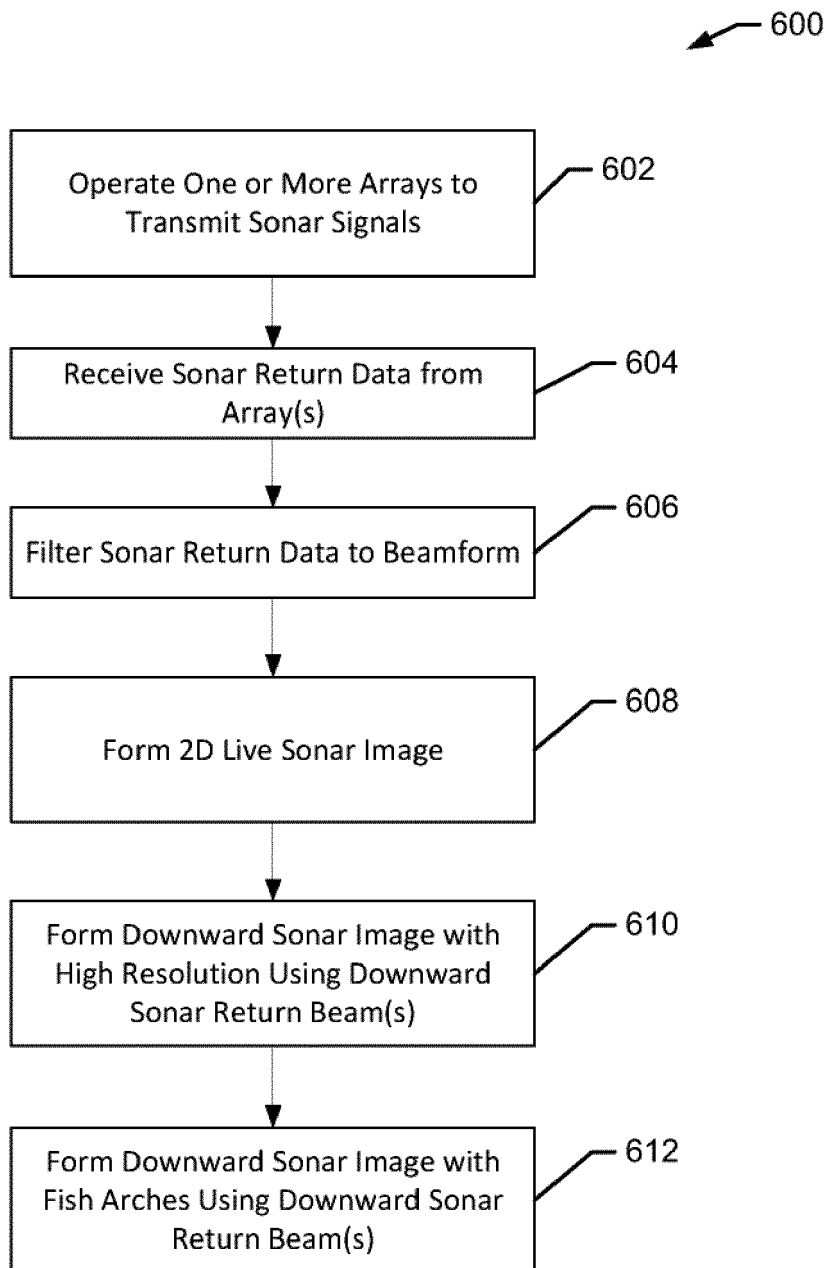 600
Operate One or More Arrays to
Transmit Sonar Signals
602
Receive Sonar Return Data from
Array(s)
604
Filter Sonar Return Data to Beamform
606
Form 2D Live Sonar Image
608
Form Downward Sonar Image with
High Resolution Using Downward
Sonar Return Beam(s)
610
Form Downward Sonar Image with
Fish Arches Using Downward Sonar
Return Beam(s)
612